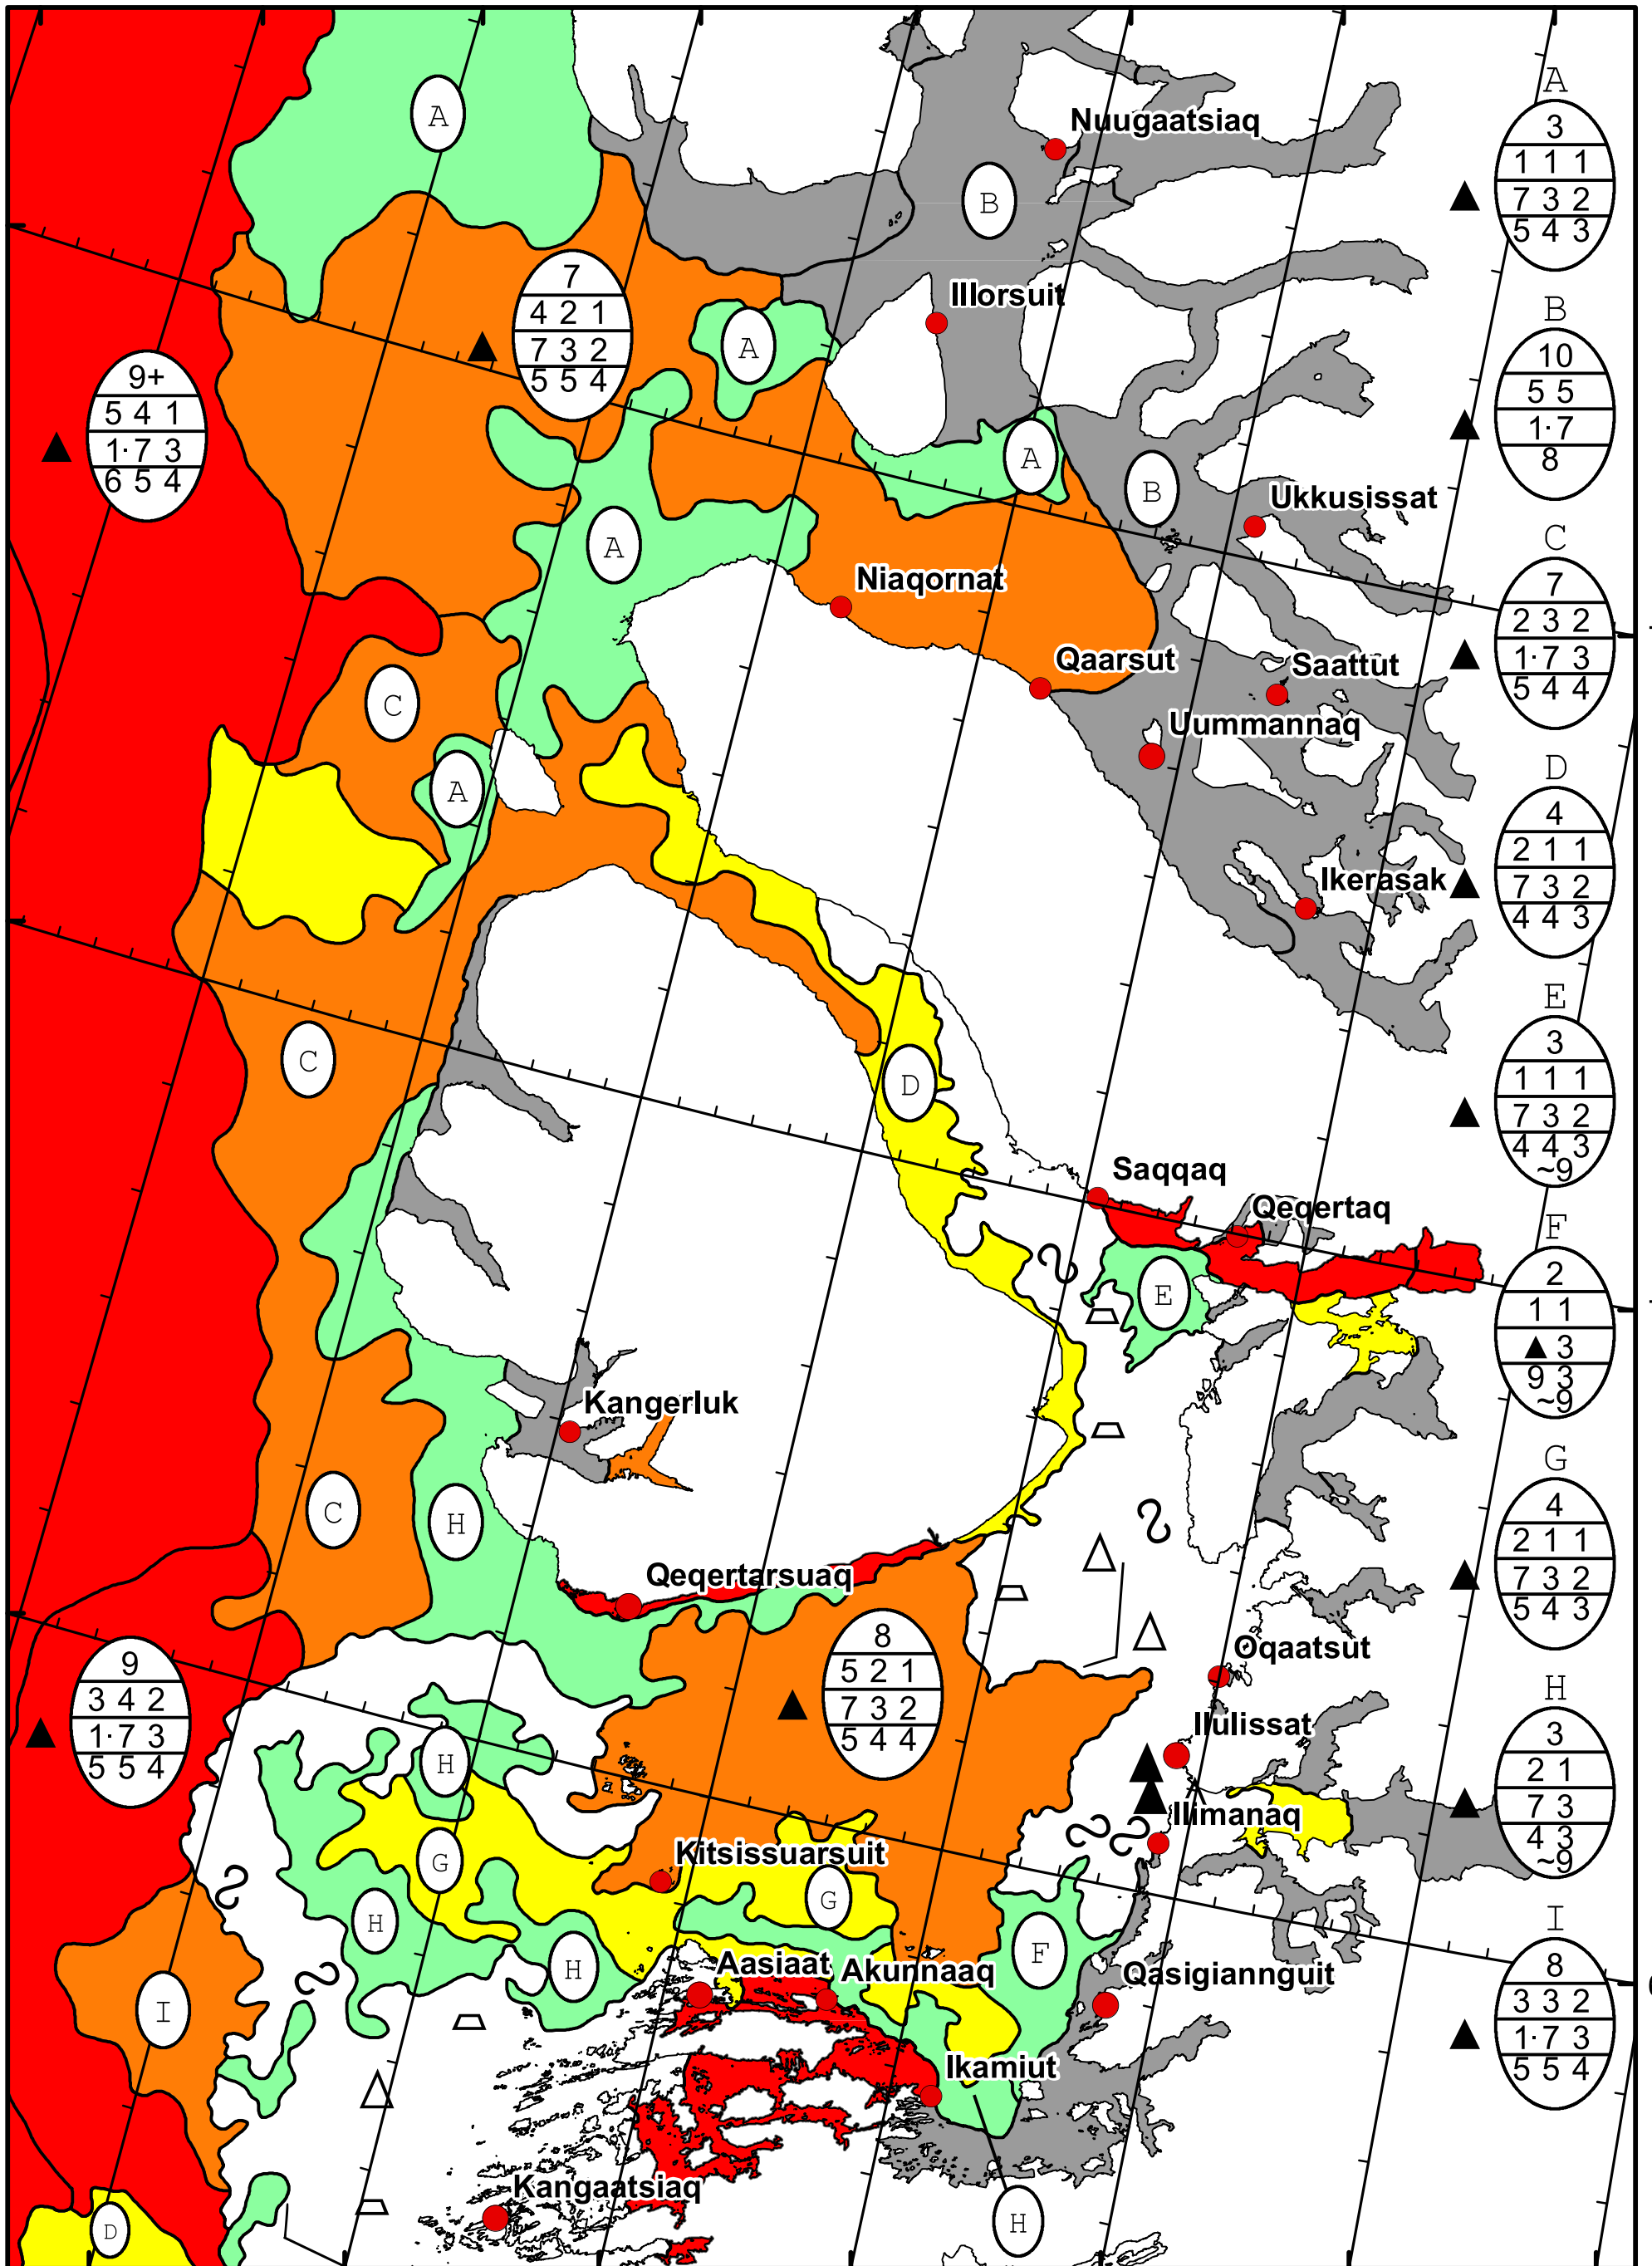 A
Nuugaatsiaq
A
3
1 1 1
7 3 2
5 4 3
B
Illorsuit
7
4 2 1
7 3 2
5 5 4
A
B
10
5 5
1· 7
8
9+
5 4 1
1· 7 3
6 5 4
A
B
Ukkusissat
A
C
7
2 3 2
1· 7 3
5 4 4
Niaqornat
Qaarsut
Saattut
C
Uummannaq
A
D
4
2 1 1
7 3 2
4 4 3
Ikerasak
C
D
E
3
1 1 1
7 3 2
4 4 3
~9
Saqqaq
Qeqertaq
E
F
2
1 1
▲ 3
9 3
~9
Kangerluk
C
H
G
4
2 1 1
7 3 2
5 4 3
Qeqertarsuaq
8
5 2 1
7 3 2
5 4 4
Oqaatsut
9
3 4 2
1· 7 3
5 5 4
Ilulissat
H
H
3
2 1
7 3
4 3
~9
Ilimanaq
Kitsissuarsuit
G
G
H
F
H
Aasiaat
Akunnaaq
Qasigiannguit
I
I
8
3 3 2
1· 7 3
5 5 4
Ikamiut
Kangaatsiaq
D
H